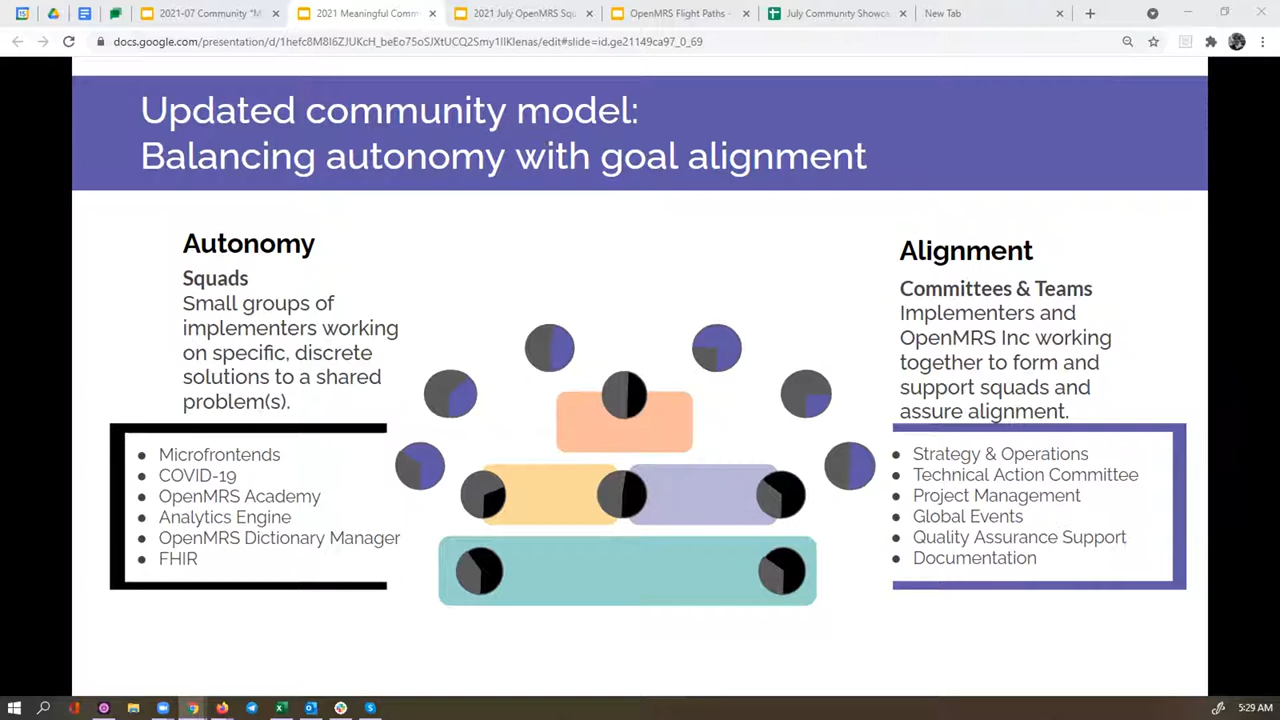 2021-07 Community "M
2021 Meaningful Comm
2021 July OpenMRS Squ
OpenMRS Flight Paths -
July Community Showca
New Tab
docs.google.com/presentation/d/1hefc8M8I6ZJUKcH_beEo75oSJXtUCQ2Smy1IlKIenas/edit#slide=id.ge21149ca97_0_69
Updated community model:
Balancing autonomy with goal alignment
Autonomy
Squads
Small groups of
implementers working
on specific, discrete
solutions to a shared
problem(s).
• Microfrontends
• COVID-19
• OpenMRS Academy
• Analytics Engine
• OpenMRS Dictionary Manager
• FHIR
Alignment
Committees & Teams
Implementers and
OpenMRS Inc working
together to form and
support squads and
assure alignment.
• Strategy & Operations
• Technical Action Committee
• Project Management
• Global Events
• Quality Assurance Support
• Documentation
5:29 AM